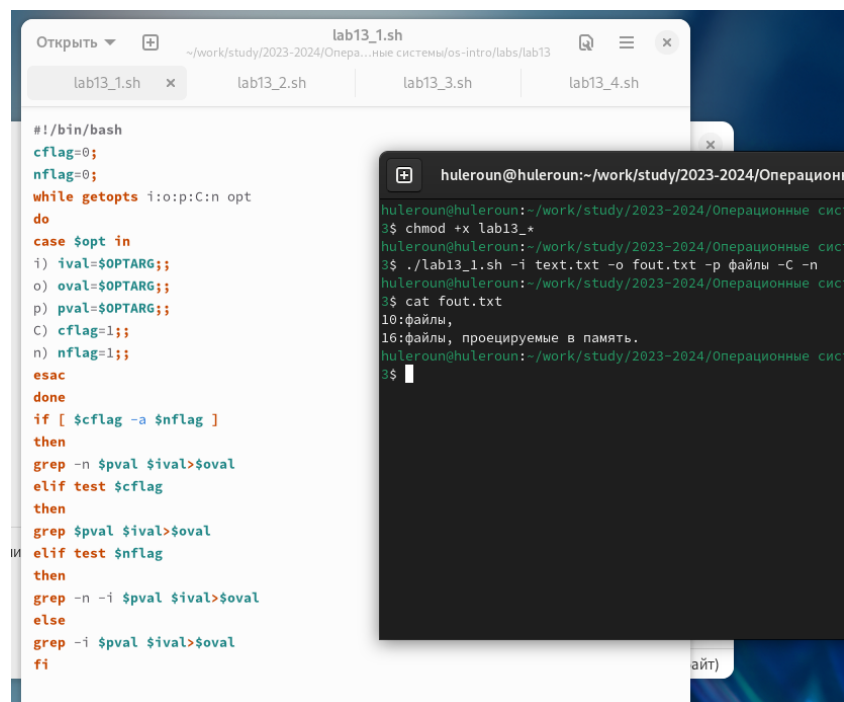 Открыть
lab13_1.sh
~/work/study/2023-2024/Опера...ные системы/os-intro/labs/lab13
lab13_1.sh
lab13_2.sh
lab13_3.sh
lab13_4.sh
#!/bin/bash
cflag=0;
nflag=0;
while getopts i:o:p:C:n opt
do
case $opt in
i) ival=$OPTARG;;
o) oval=$OPTARG;;
p) pval=$OPTARG;;
C) cflag=1;;
n) nflag=1;;
esac
done
if [ $cflag -a $nflag ]
then
grep -n $pval $ival>$oval
elif test $cflag
then
grep $pval $ival>$oval
elif test $nflag
then
grep -n -i $pval $ival>$oval
else
grep -i $pval $ival>$oval
fi
huleroun@huleroun:~/work/study/2023-2024/Операционн
huleroun@huleroun:~/work/study/2023-2024/Операционные сис
3$ chmod +x lab13_*
huleroun@huleroun:~/work/study/2023-2024/Операционные сис
3$ ./lab13_1.sh -i text.txt -o fout.txt -p файлы -C -n
huleroun@huleroun:~/work/study/2023-2024/Операционные сис
3$ cat fout.txt
10:файлы,
16:файлы, проецируемые в память.
huleroun@huleroun:~/work/study/2023-2024/Операционные сис
3$
айт)